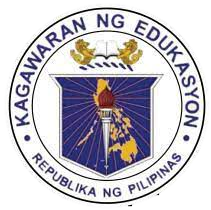 KAGAWARAN NG EDUKASYON
REPUBLIKA NG PILIPINAS